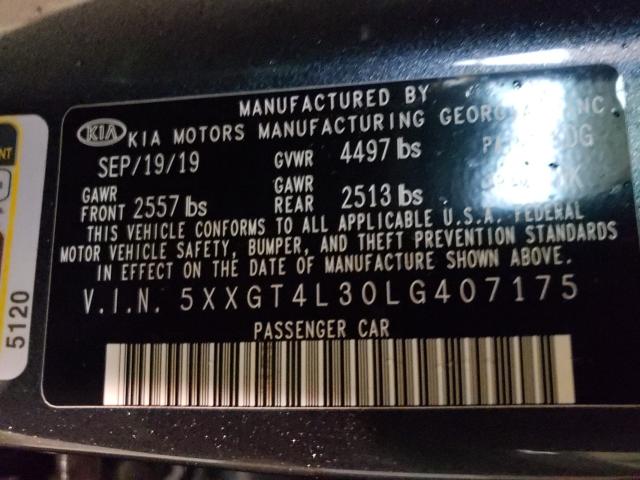 MANUFACTURED BY
KIA KIA MOTORS MANUFACTURING INC.
SEP/19/19 GVWR 4497 lbs
GAWR FRONT 2557 lbs GAWR REAR 2513 lbs
THIS VEHICLE CONFORMS TO ALL APPLICABLE U.S.A. FEDERAL
MOTOR VEHICLE SAFETY, BUMPER, AND THEFT PREVENTION STANDARDS
IN EFFECT ON THE DATE OF MANUFACTURE SHOWN ABOVE.
V.I.N. 5XXGT4L30LG407175
PASSENGER CAR
5120